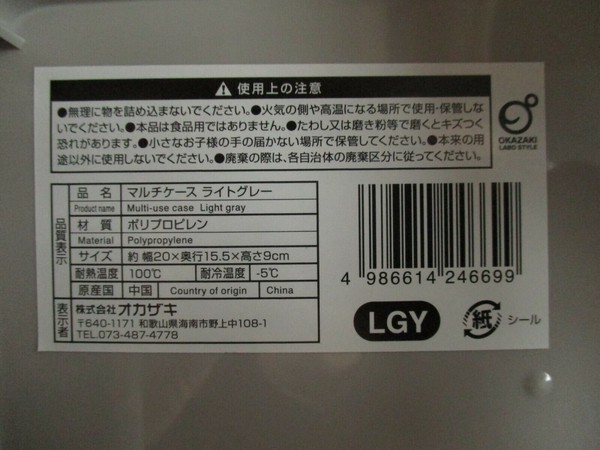 使用上の注意
●無理に物を詰め込まないでください。●火気の側や高温になる場所で使用・保管しな
いでください。●本品は食品用ではありません。●たわし又は磨き粉等で磨くとキズつく
恐れがあります。●小さなお子様の手の届かない場所で保管してください。●本来の用
途以外に使用しないでください。●廃棄の際は、各自治体の廃棄区分に従ってください。
OKAZAKI
LABO STYLE
品質表示
品名 マルチケース ライトグレー
Product name Multi-use case Light gray
材質 ポリプロピレン
Material Polypropylene
サイズ 約 幅20×奥行15.5×高さ9cm
耐熱温度 100℃ 耐冷温度 -5℃
原産国 中国 Country of origin China
表示者
株式会社オカザキ
〒640-1171 和歌山県海南市野上中108-1
TEL.073-487-4778
4 986614 246699
LGY
紙 シール